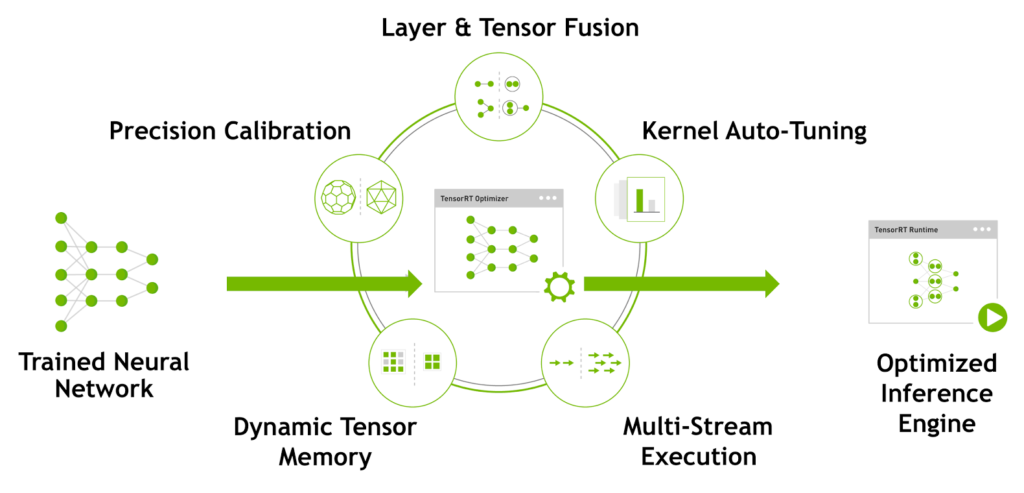 Layer & Tensor Fusion
Precision Calibration
Kernel Auto-Tuning
TensorRT Optimizer
TensorRT Runtime
Trained Neural
Network
Optimized
Inference
Engine
Dynamic Tensor
Memory
Multi-Stream
Execution